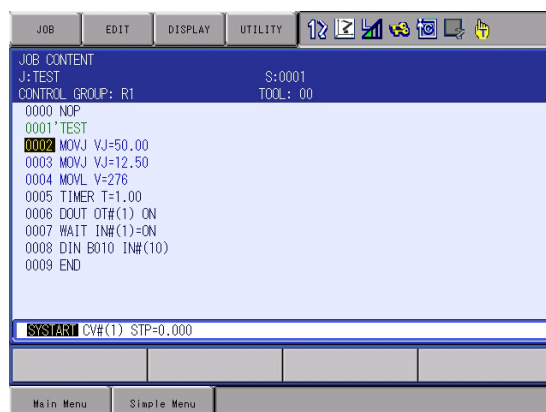 JOB EDIT DISPLAY UTILITY
JOB CONTENT
J:TEST S:0001
CONTROL GROUP: R1 TOOL: 00
0000 NOP
0001'TEST
0002 MOVJ VJ=50.00
0003 MOVJ VJ=12.50
0004 MOVL V=276
0005 TIMER T=1.00
0006 DOUT OT#(1) ON
0007 WAIT IN#(1)=ON
0008 DIN B010 IN#(10)
0009 END
SYSTART CV#(1) STP=0.000
Main Menu Simple Menu